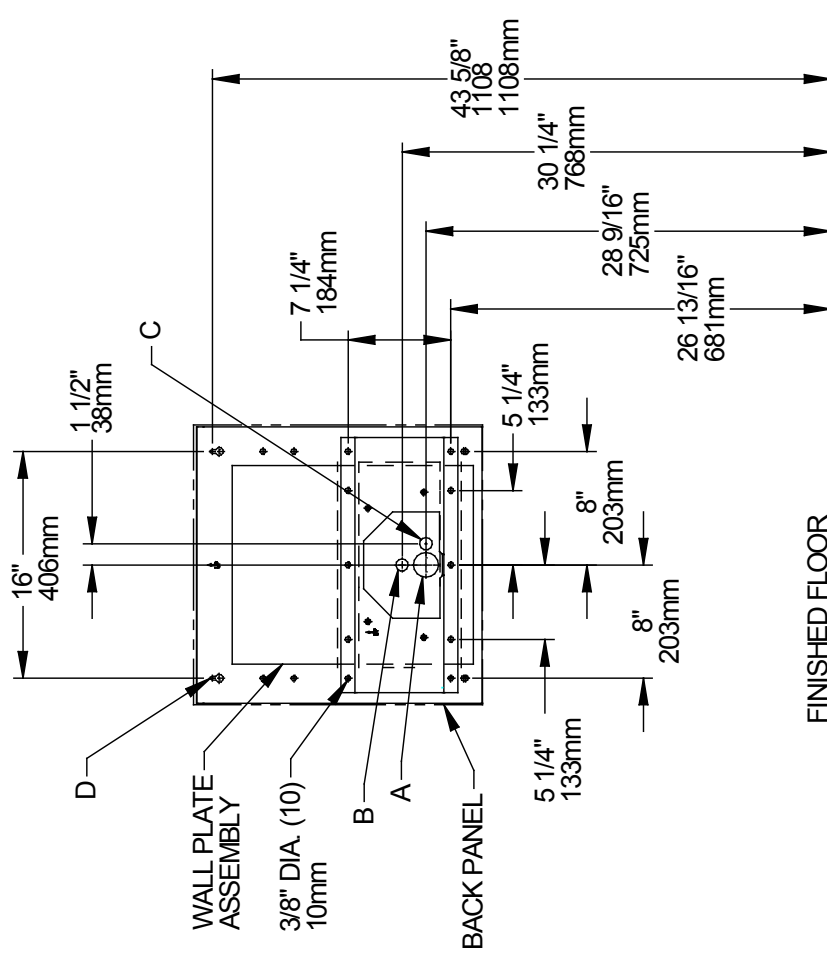 16"
406mm
1 1/2"
38mm
C
D
WALL PLATE
ASSEMBLY
3/8" DIA. (10)
10mm
B
A
BACK PANEL
7 1/4"
184mm
5 1/4"
133mm
8"
203mm
8"
203mm
5 1/4"
133mm
43 5/8"
1108
1108mm
30 1/4"
768mm
28 9/16"
725mm
26 13/16"
681mm
FINISHED FLOOR